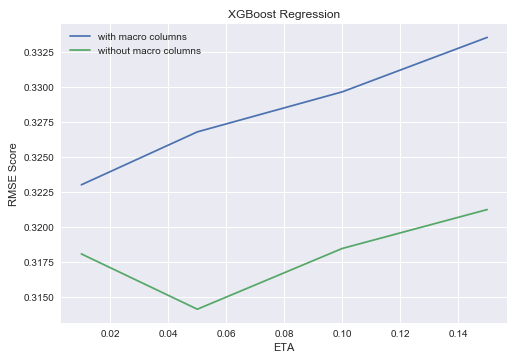 XGBoost Regression
with macro columns
without macro columns
RMSE Score
0.3325
0.3300
0.3275
0.3250
0.3225
0.3200
0.3175
0.3150
0.02 0.04 0.06 0.08 0.10 0.12 0.14
ETA